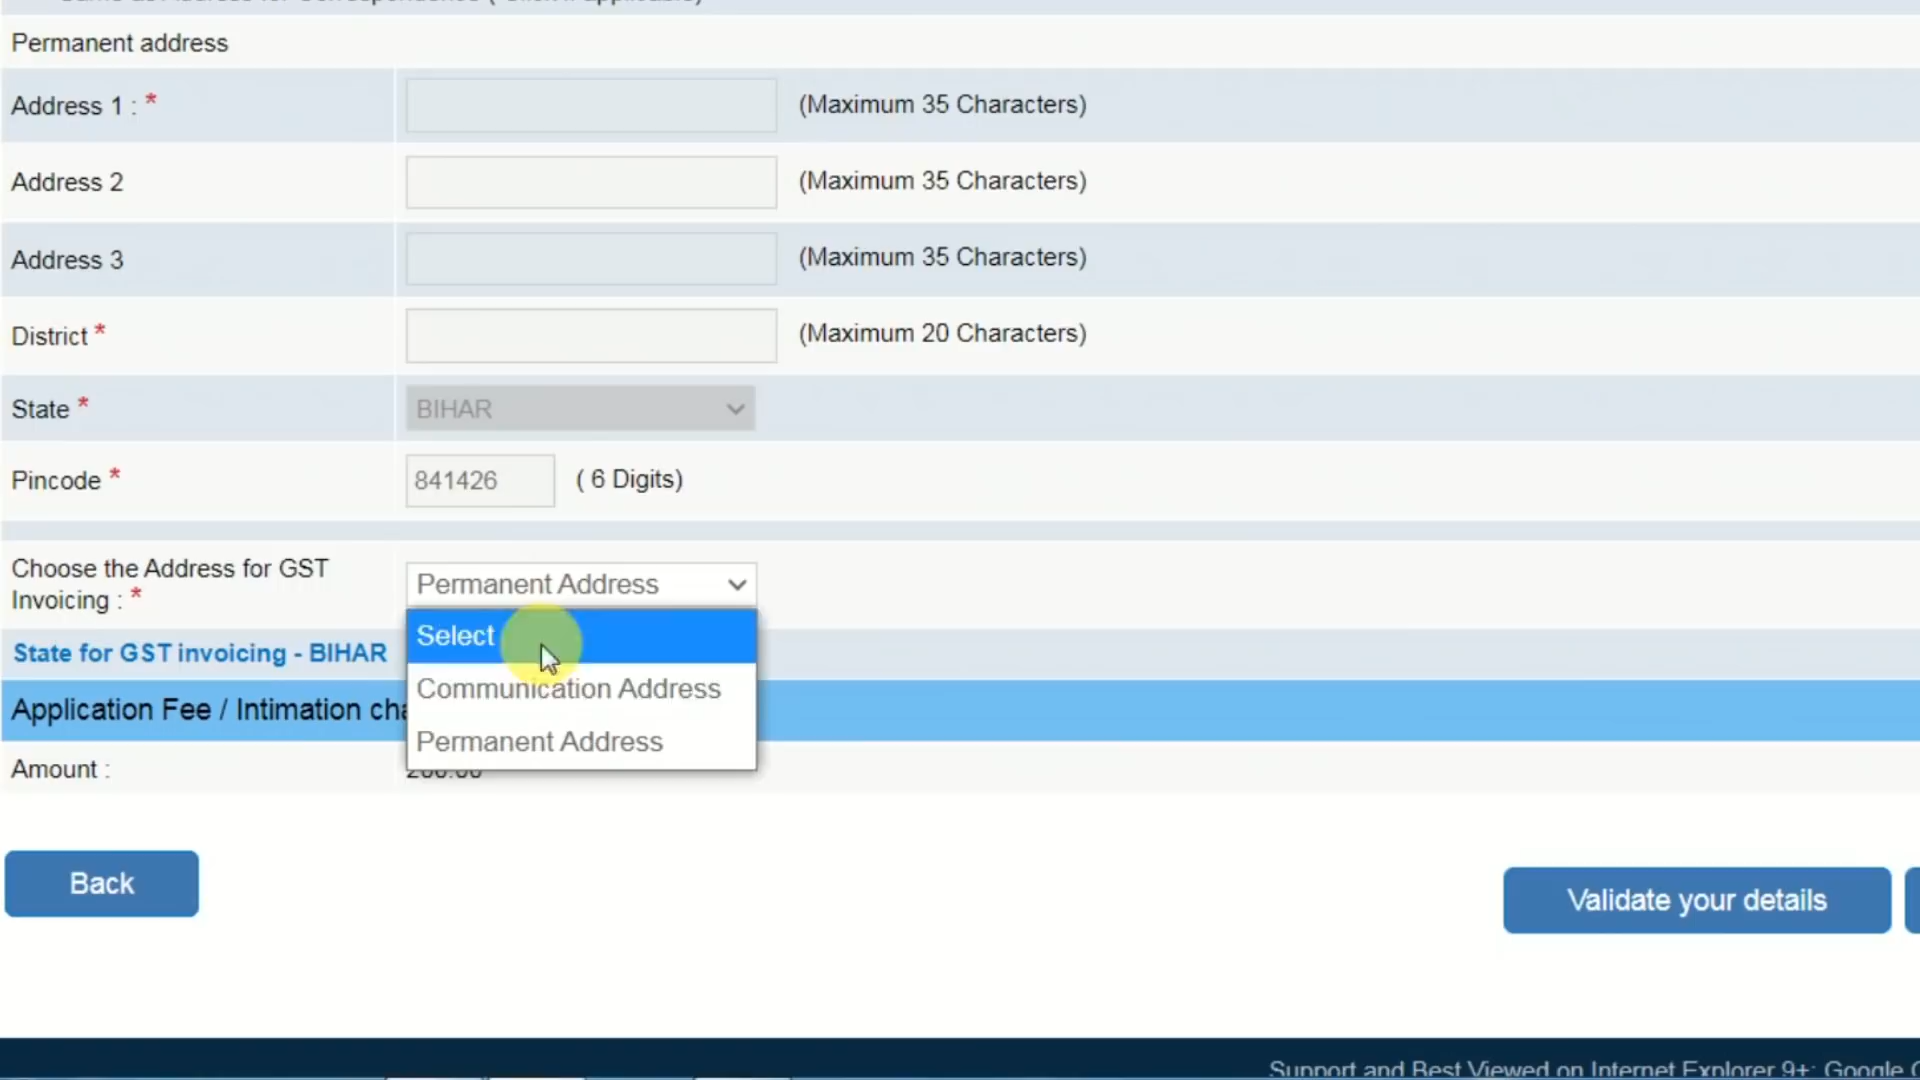 Permanent address
Address 1 : * (Maximum 35 Characters)
Address 2 (Maximum 35 Characters)
Address 3 (Maximum 35 Characters)
District * (Maximum 20 Characters)
State * BIHAR
Pincode * 841426 ( 6 Digits)
Choose the Address for GST
Invoicing : * Permanent Address
Select
State for GST invoicing - BIHAR
Communication Address
Application Fee / Intimation
Permanent Address
Amount :
Back
Validate your details
Support and Best Viewed on Internet Explorer 9+; Google